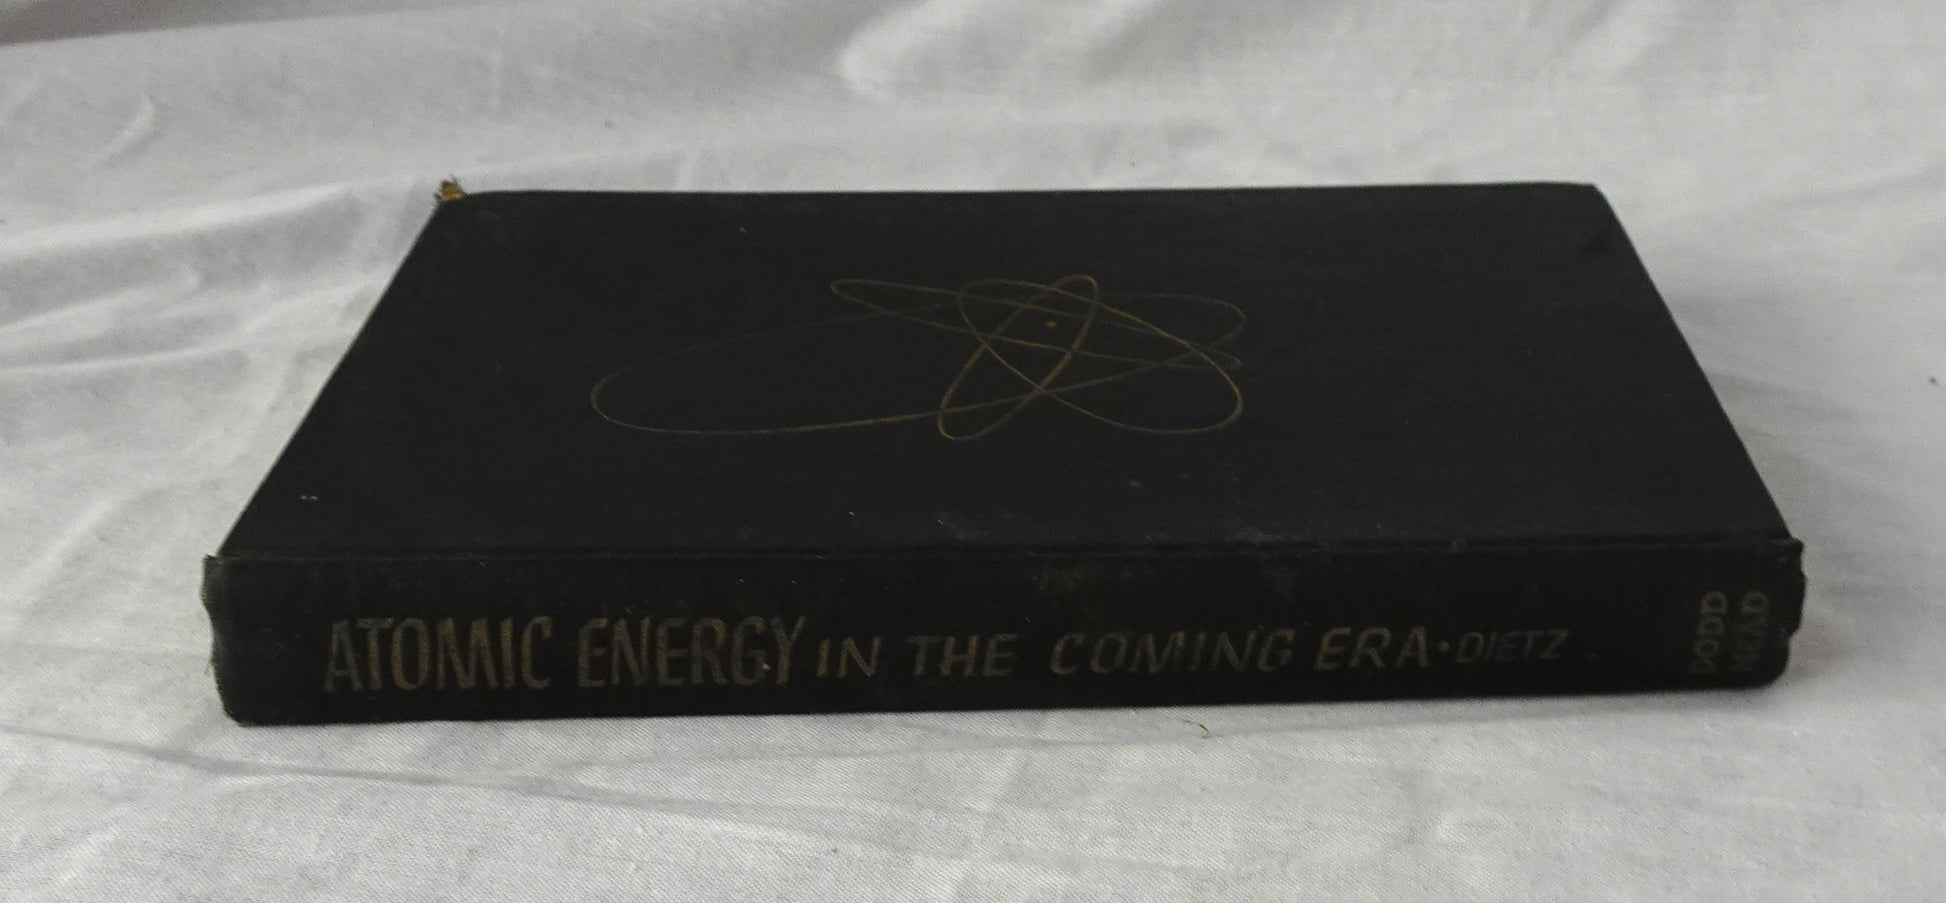 ATOMIC ENERGY IN THE COMING ERA · DIETZ
DODD
MEAD